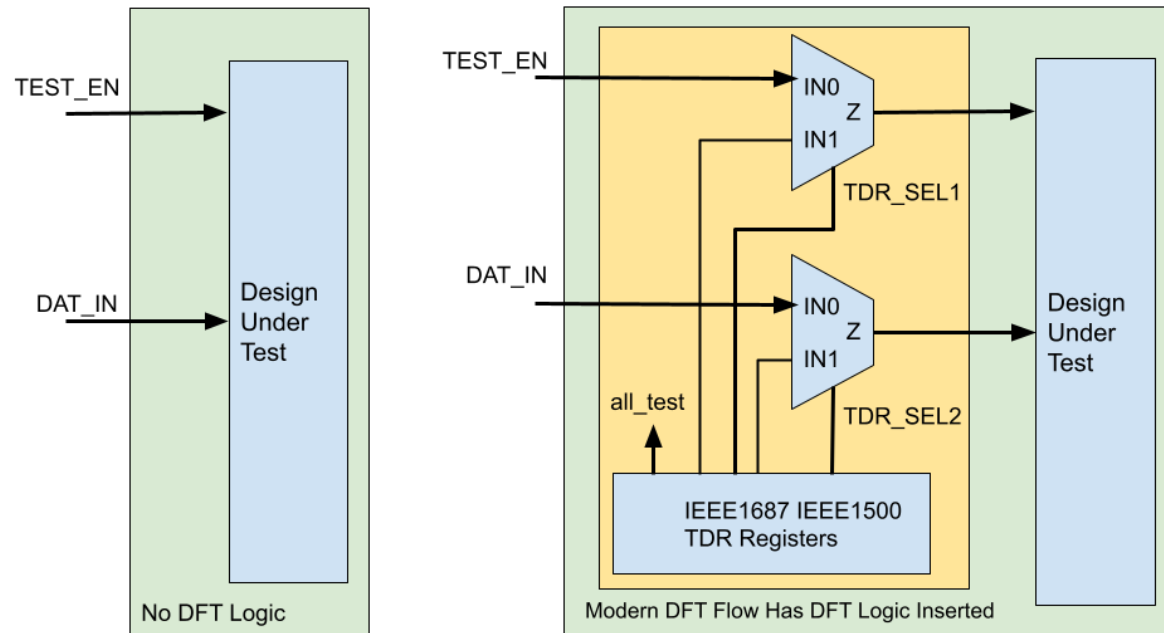 TEST_EN
DAT_IN
Design
Under
Test
No DFT Logic
TEST_EN
IN0
Z
IN1
TDR_SEL1
DAT_IN
IN0
Z
IN1
TDR_SEL2
all_test
IEEE1687 IEEE1500
TDR Registers
Design
Under
Test
Modern DFT Flow Has DFT Logic Inserted